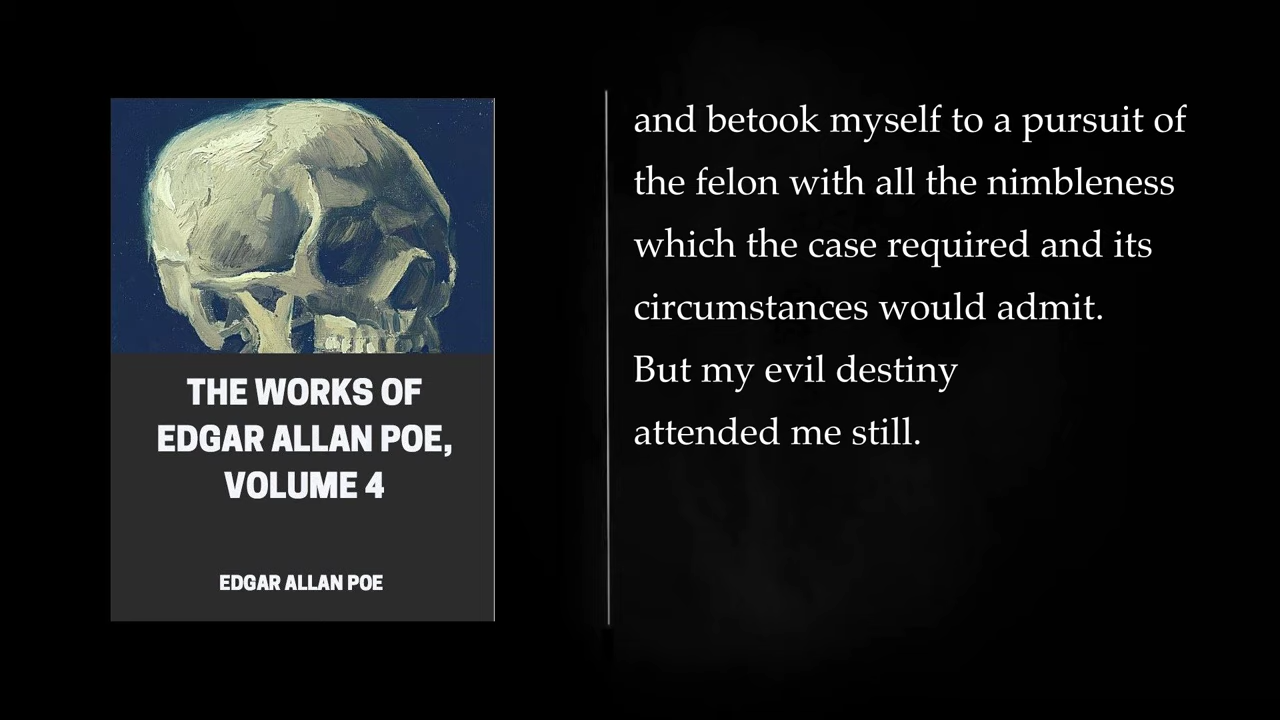 THE WORKS OF
EDGAR ALLAN POE,
VOLUME 4
EDGAR ALLAN POE
and betook myself to a pursuit of
the felon with all the nimbleness
which the case required and its
circumstances would admit.
But my evil destiny
attended me still.